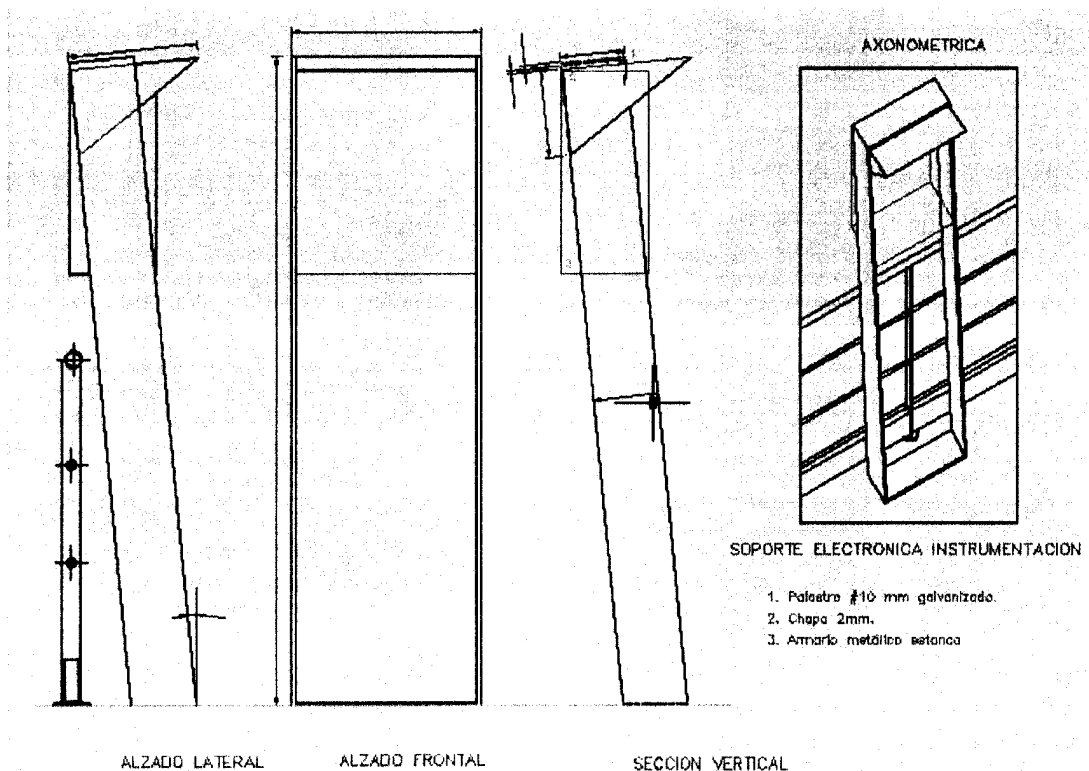 AXONOMETRICA
SOPORTE ELECTRONICA INSTRUMENTACION
1. Palastro #10 mm galvanizado.
2. Chapa 2mm.
3. Armario metálico estanco
3
ALZADO LATERAL
ALZADO FRONTAL
SECCION VERTICAL